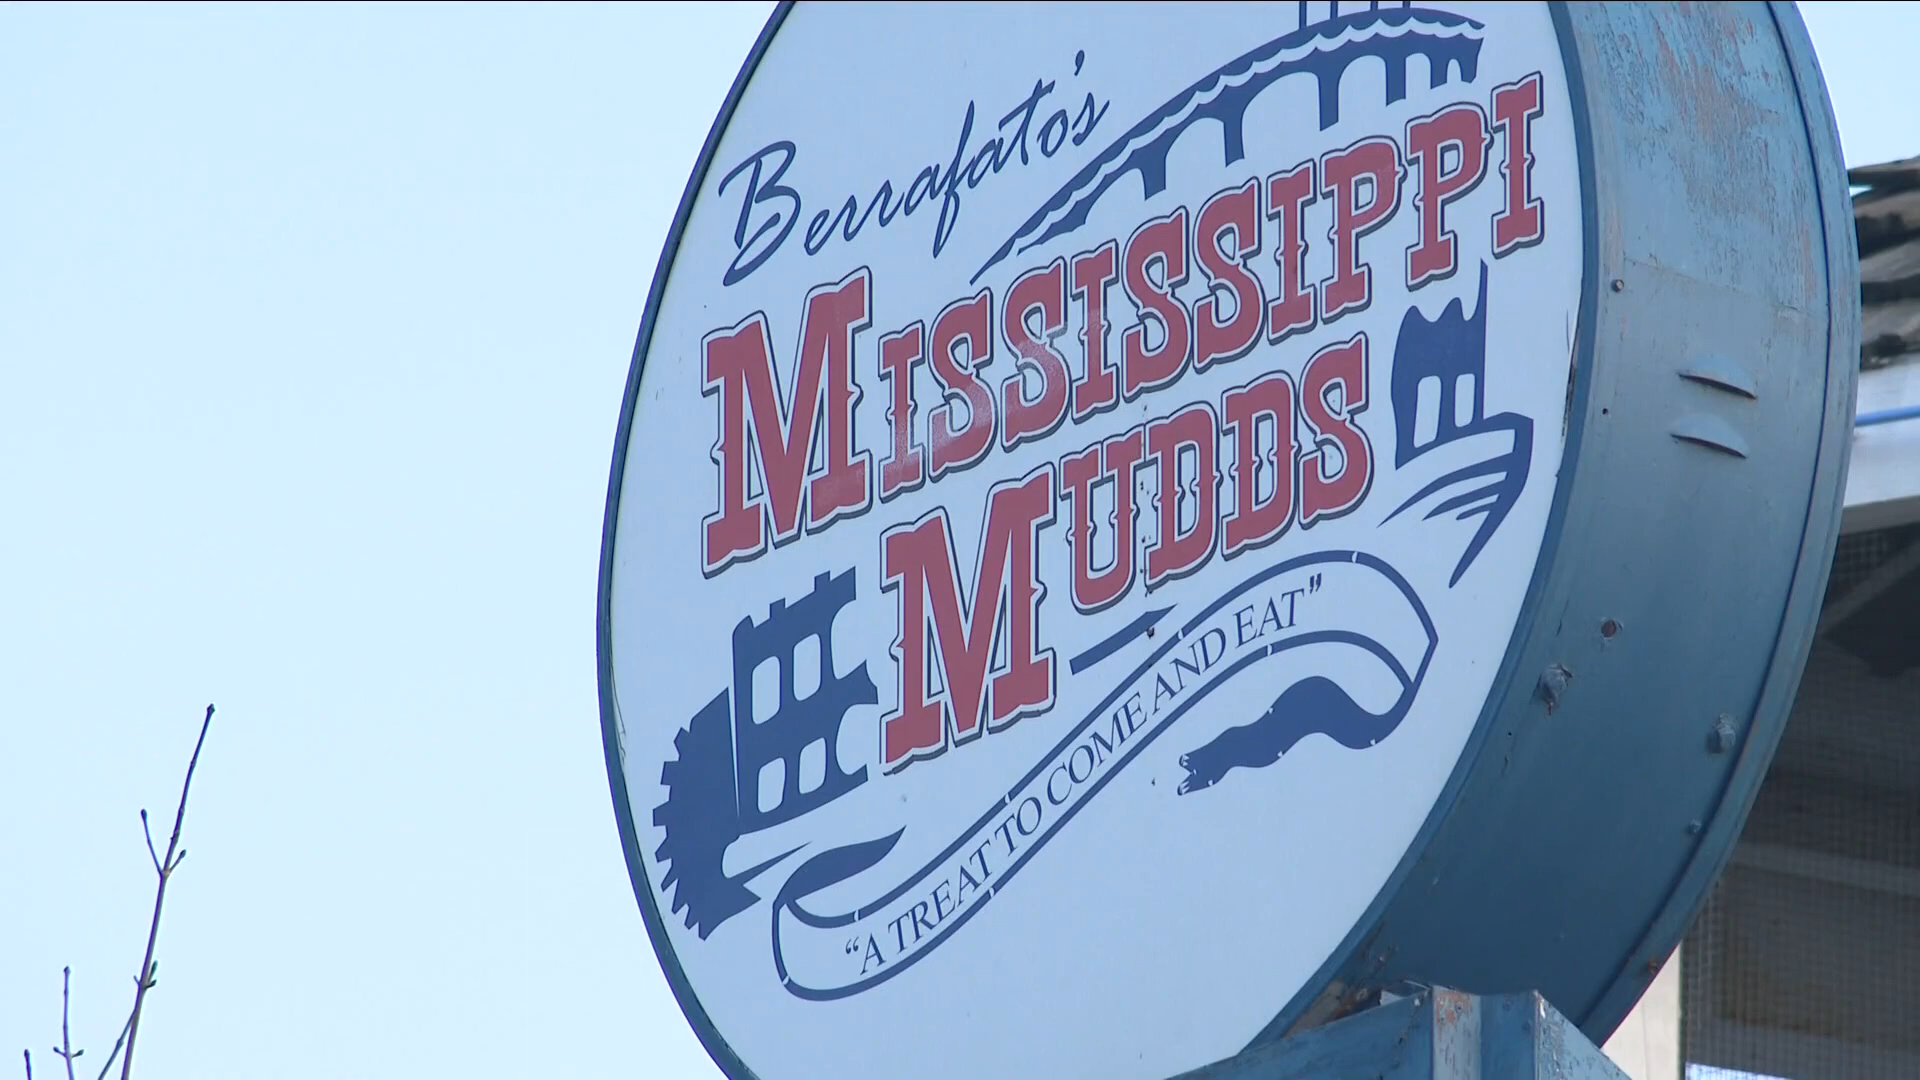 Berrafato's
MISSISSIPPI
MUDDS
“A TREAT TO COME AND EAT”